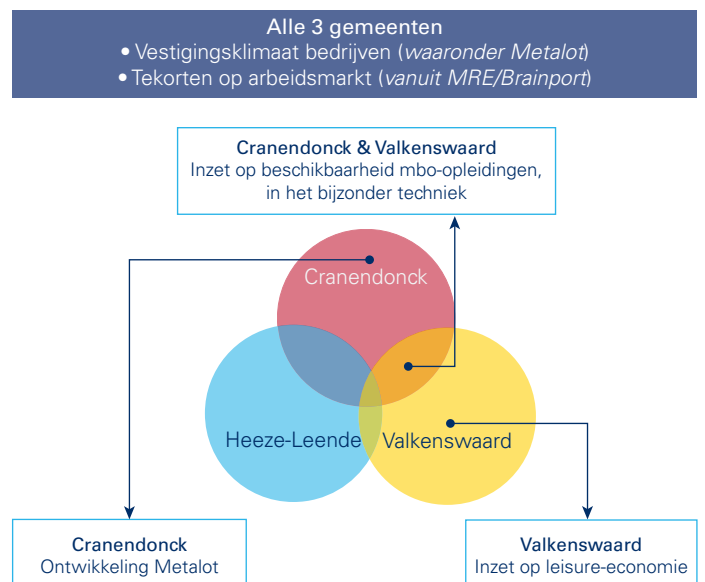 Alle 3 gemeenten
• Vestigingsklimaat bedrijven (waaronder Metalot)
• Tekorten op arbeidsmarkt (vanuit MRE/Brainport)
Cranendonck & Valkenswaard
Inzet op beschikbaarheid mbo-opleidingen,
in het bijzonder techniek
Cranendonck
Heeze-Leende
Valkenswaard
Cranendonck
Ontwikkeling Metalot
Valkenswaard
Inzet op leisure-economie